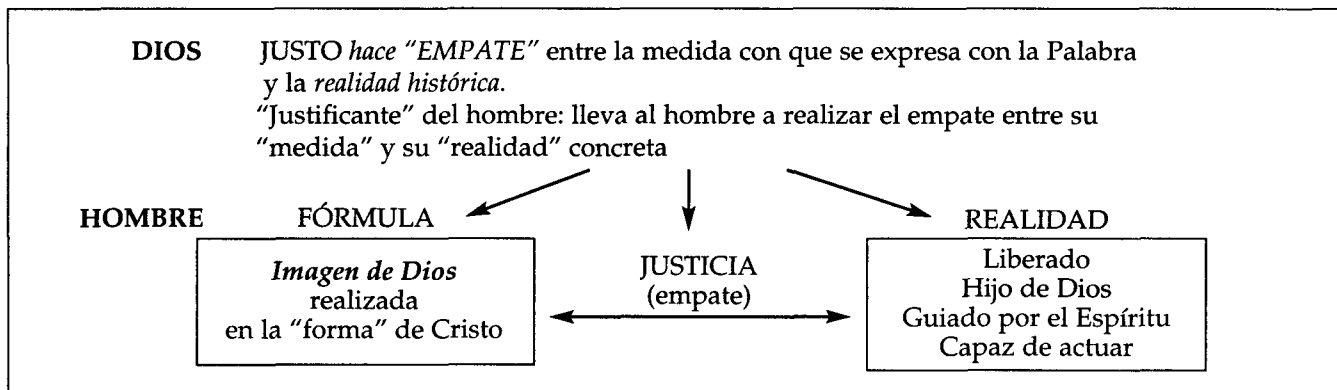 DIOS JUSTO hace "EMPATE" entre la medida con que se expresa con la Palabra
y la realidad histórica.
"Justificante" del hombre: lleva al hombre a realizar el empate entre su
"medida" y su "realidad" concreta
HOMBRE FÓRMULA REALIDAD
Imagen de Dios
realizada
en la "forma" de Cristo
JUSTICIA
(empate)
Liberado
Hijo de Dios
Guiado por el Espíritu
Capaz de actuar